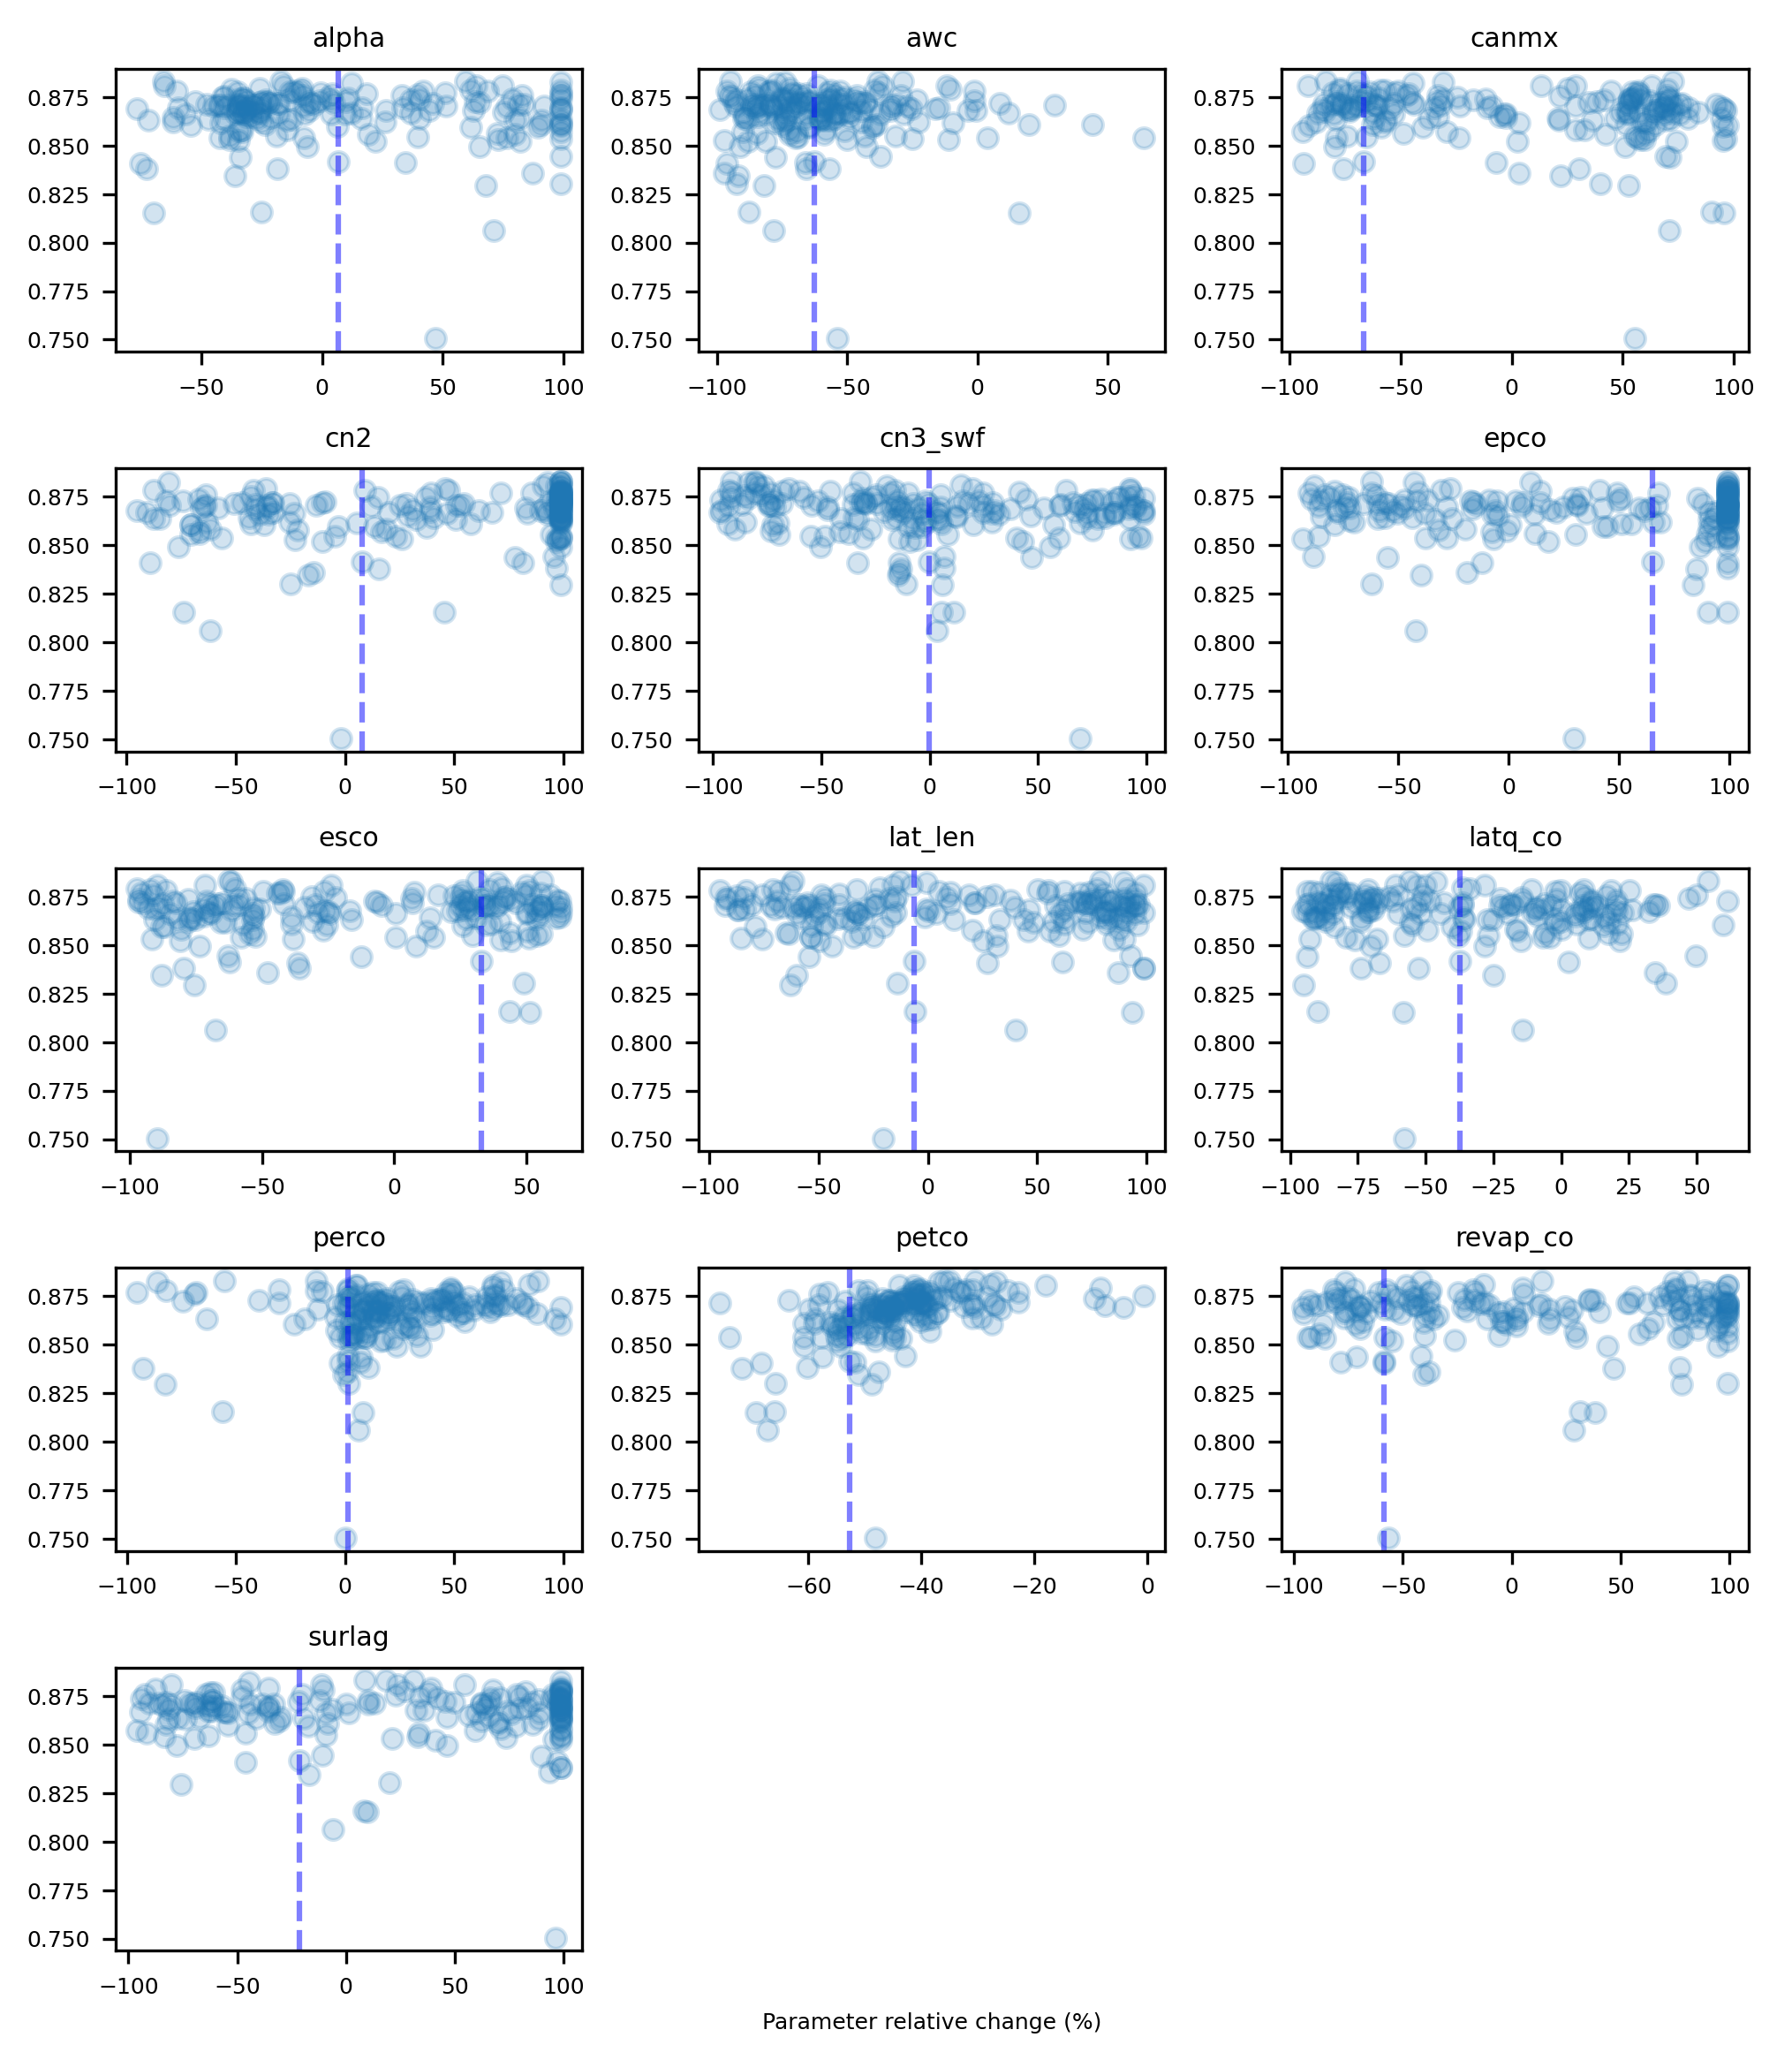 alpha awc canmx
0.875 0.875 0.875
0.850 0.850 0.850
0.825 0.825 0.825
0.800 0.800 0.800
0.775 0.775 0.775
0.750 0.750 0.750
−50 0 50 100 −100 −50 0 50 −100 −50 0 50 100
cn2 cn3_swf epco
0.875 0.875 0.875
0.850 0.850 0.850
0.825 0.825 0.825
0.800 0.800 0.800
0.775 0.775 0.775
0.750 0.750 0.750
−100 −50 0 50 100 −100 −50 0 50 100 −100 −50 0 50 100
esco lat_len latq_co
0.875 0.875 0.875
0.850 0.850 0.850
0.825 0.825 0.825
0.800 0.800 0.800
0.775 0.775 0.775
0.750 0.750 0.750
−100 −50 0 50 −100 −50 0 50 100 −100 −75 −50 −25 0 25 50
perco petco revap_co
0.875 0.875 0.875
0.850 0.850 0.850
0.825 0.825 0.825
0.800 0.800 0.800
0.775 0.775 0.775
0.750 0.750 0.750
−100 −50 0 50 100 −60 −40 −20 0 −100 −50 0 50 100
surlag
0.875
0.850
0.825
0.800
0.775
0.750
−100 −50 0 50 100
Parameter relative change (%)